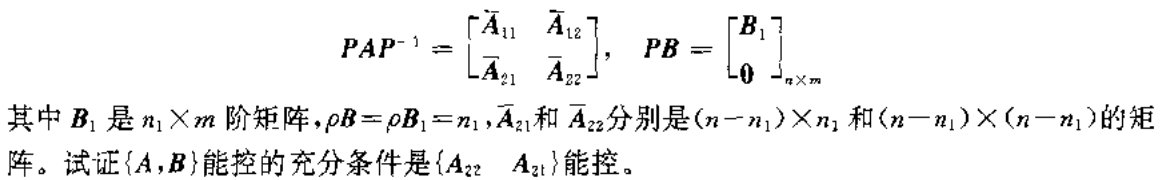 PAP⁻¹ = [Ā₁₁ Ā₁₂; Ā₂₁ Ā₂₂], PB = [B₁; 0]ₙ×ₘ
其中 B₁ 是 n₁×m 阶矩阵,ρB=ρB₁=n₁,Ā₂₁和 Ā₂₂分别是(n−n₁)×n₁ 和(n−n₁)×(n−n₁)的矩
阵。试证{A,B}能控的充分条件是{A₂₂ A₂₁}能控。